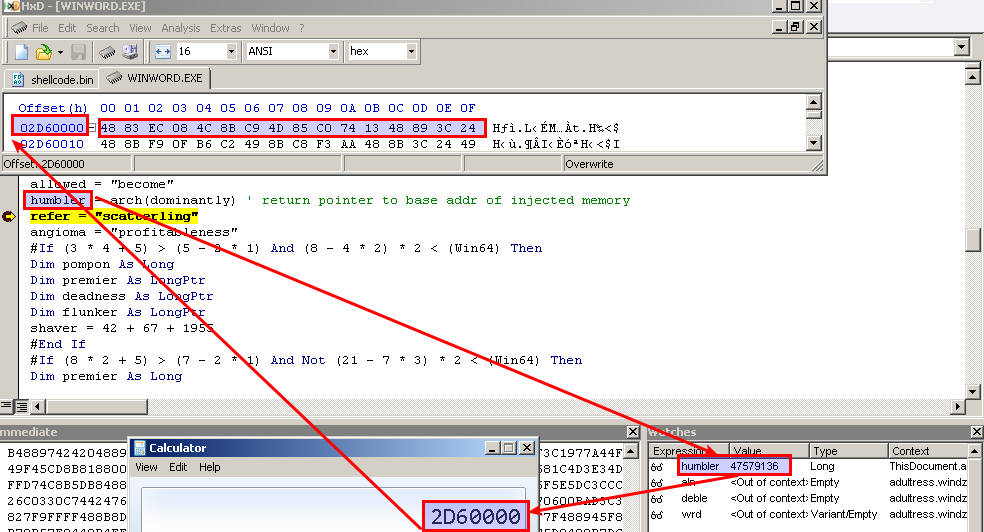 HxD - [WINWORD.EXE]
File Edit Search View Analysis Extras Window ?
16 ANSI hex
shellcode.bin WINWORD.EXE
Offset(h) 00 01 02 03 04 05 06 07 08 09 0A 0B 0C 0D 0E 0F
02D60000 48 83 EC 08 4C 8B C9 4D 85 C0 74 13 48 89 3C 24 Hƒì.L‹ÉM…Àt.H‰<$
02D60010 48 8B F9 0F B6 C2 49 8B C8 F3 AA 48 8B 3C 24 49 H‹ù.¶ÂI‹ÈóªH‹<$I
Offset: 2D60000 Overwrite
allowed = "become"
humbler = arch(dominantly) ' return pointer to base addr of injected memory
refer = "scatterling"
angioma = "profitableness"
#If (3 * 4 + 5) > (5 - 2 * 1) And (8 - 4 * 2) * 2 < (Win64) Then
Dim pompon As Long
Dim premier As LongPtr
Dim deadness As LongPtr
Dim flunker As LongPtr
shaver = 42 + 67 + 1955
#End If
#If (8 * 2 + 5) > (7 - 2 * 1) And Not (21 - 7 * 3) * 2 < (Win64) Then
Dim premier As Long
mmediate
Watches
B48897424204889
49F45CD8B818800
FFD74C8B5DB8488
26C0330C7442476
827F9FFFF488B8D
Calculator
View Edit Help
2D60000
73C1977A44F
581C4D3E34D
5F5E5DC3CCC
F0600BAD3C3
77F488945F8
Expression Value Type Context
humbler 47579136 Long ThisDocument.a
aln <Out of context> Empty adultress.windz
deble <Out of context> Empty adultress.windz
wrd <Out of context> Variant/Empty adultress.windz